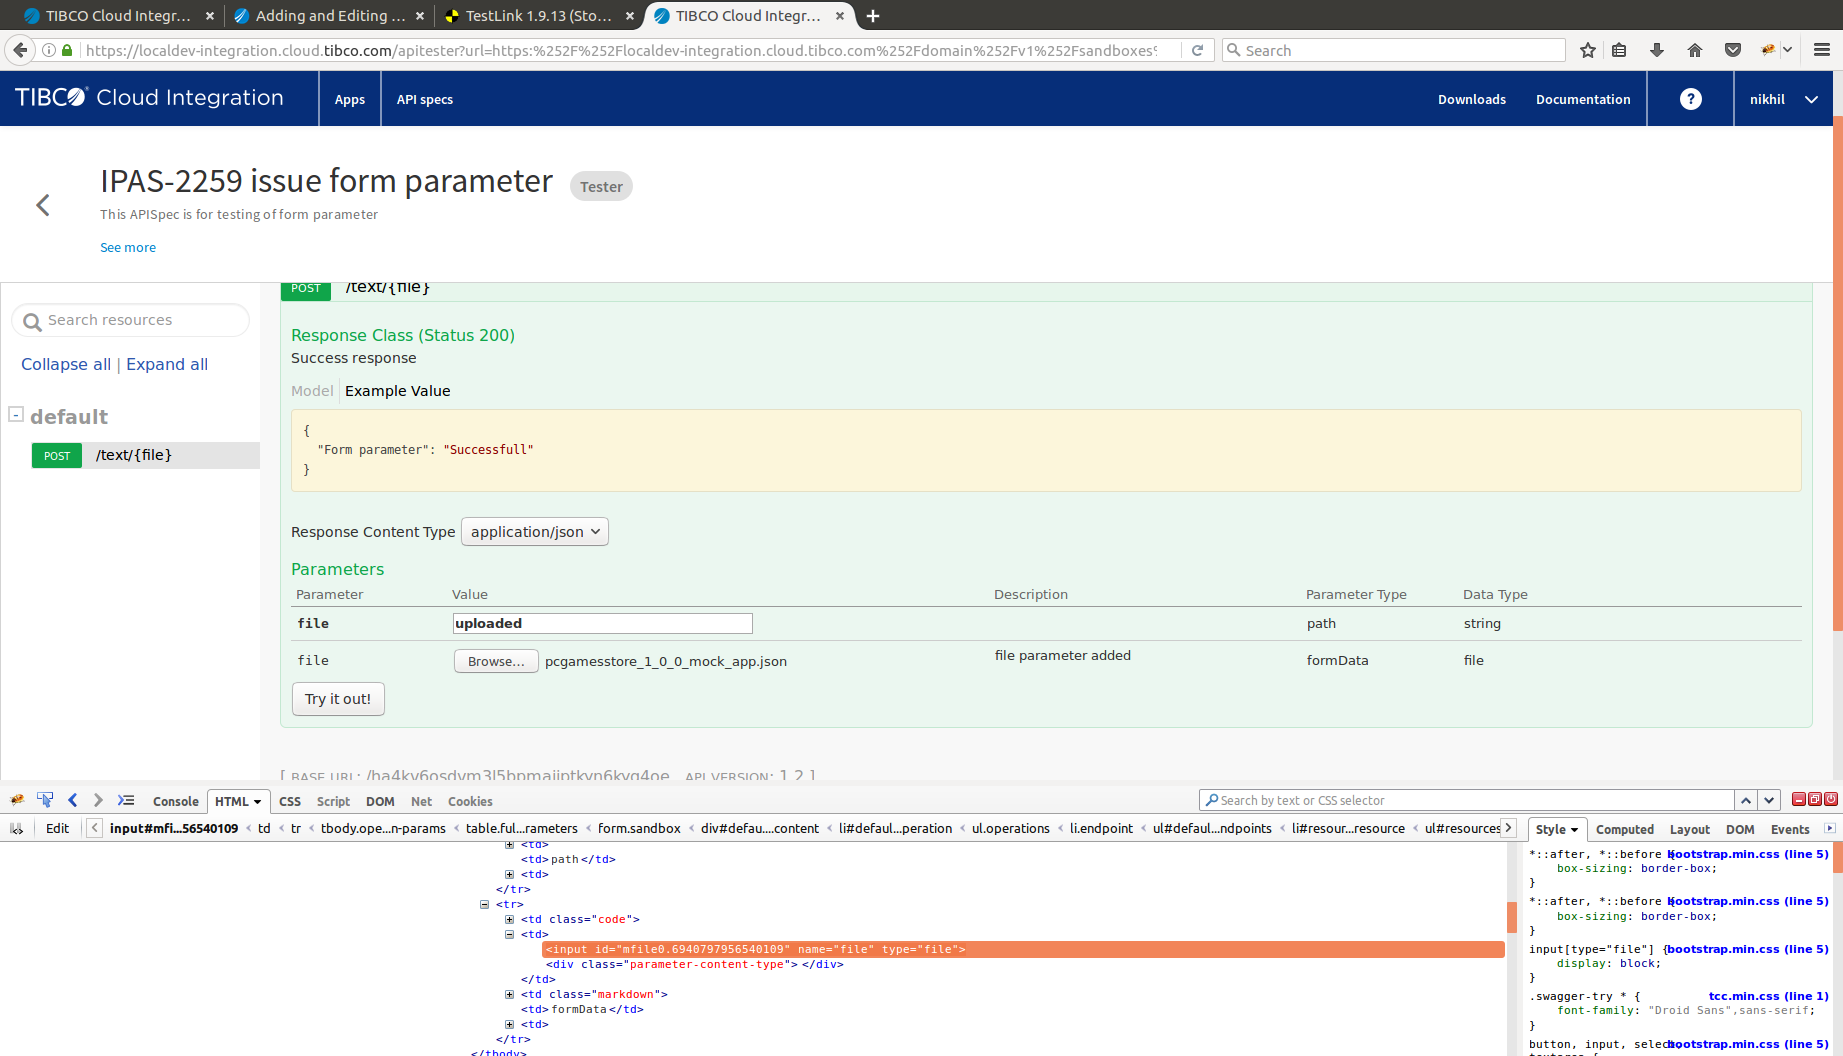 TIBCO Cloud Integr... × Adding and Editing ... × TestLink 1.9.13 (Sto... × TIBCO Cloud Integr... ×
https://localdev-integration.cloud.tibco.com/apitester?url=https:%252F%252Flocaldev-integration.cloud.tibco.com%252Fdomain%252Fv1%252Fsandboxes% Search
TIBCO Cloud Integration Apps API specs Downloads Documentation ? nikhil
IPAS-2259 issue form parameter Tester
This APISpec is for testing of form parameter
See more
POST /text/{file}
Search resources
Collapse all | Expand all
- default
POST /text/{file}
Response Class (Status 200)
Success response
Model Example Value
{
"Form parameter": "Successfull"
}
Response Content Type application/json
Parameters
Parameter Value Description Parameter Type Data Type
file uploaded path string
file Browse... pcgamesstore_1_0_0_mock_app.json file parameter added formData file
Try it out!
[ BASE URL: /ha4kv6osdvm3l5bpmajjptkyn6kyq4oe , API VERSION: 1.2 ]
Console HTML CSS Script DOM Net Cookies Search by text or CSS selector
Edit input#mfi...56540109 < td < tr < tbody.ope...n-params < table.ful...rameters < form.sandbox < div#defau....content < li#defaul...peration < ul.operations < li.endpoint < ul#defaul...ndpoints < li#resour...resource < ul#resources
Style Computed Layout DOM Events
<td>
<td>path</td>
<td>
</tr>
<tr>
<td class="code">
<td>
<input id="mfile0.6940797956540109" name="file" type="file">
<div class="parameter-content-type"> </div>
</td>
<td class="markdown">
<td>formData</td>
<td>
</tr>
</tbody>
*::after, *::before { bootstrap.min.css (line 5)
box-sizing: border-box;
}
*::after, *::before { bootstrap.min.css (line 5)
box-sizing: border-box;
}
input[type="file"] { bootstrap.min.css (line 5)
display: block;
}
.swagger-try * { tcc.min.css (line 1)
font-family: "Droid Sans",sans-serif;
}
button, input, select, bootstrap.min.css (line 5)
textarea {